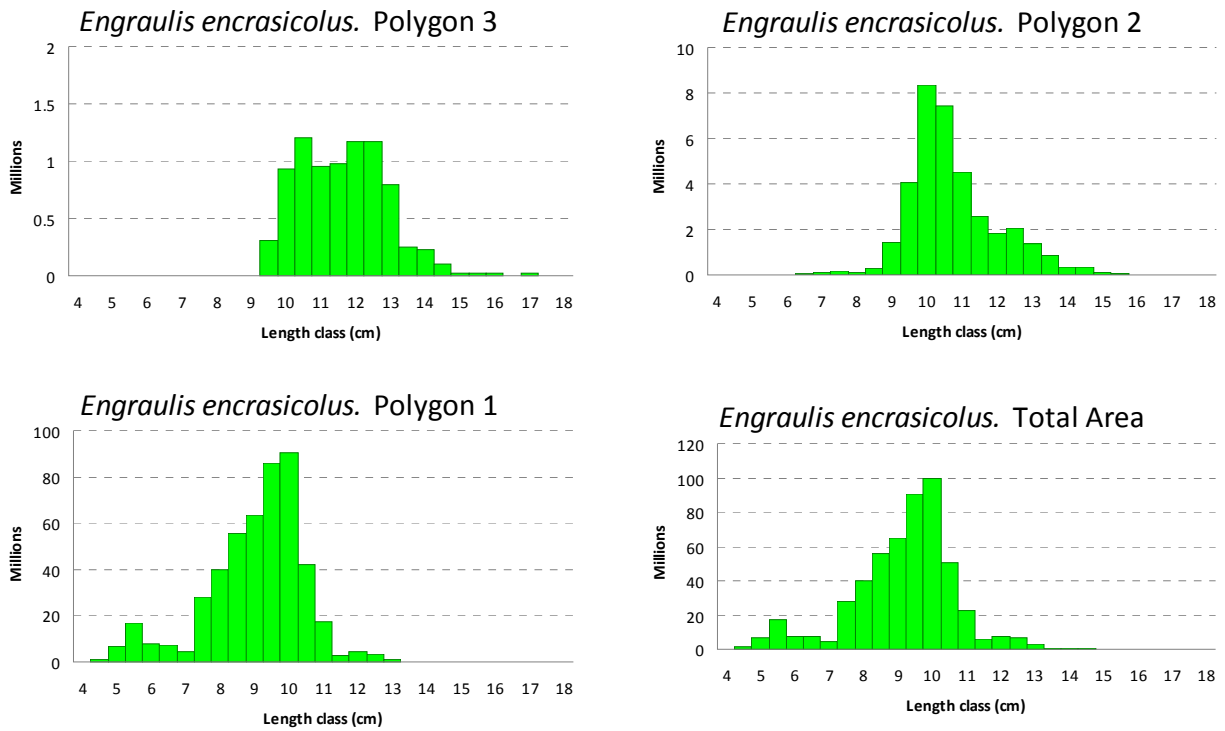 Engraulis encrasicolus. Polygon 3
2
1.5
1
0.5
0
Millions
4 5 6 7 8 9 10 11 12 13 14 15 16 17 18
Length class (cm)
Engraulis encrasicolus. Polygon 2
10
8
6
4
2
0
Millions
4 5 6 7 8 9 10 11 12 13 14 15 16 17 18
Length class (cm)
Engraulis encrasicolus. Polygon 1
100
80
60
40
20
0
Millions
4 5 6 7 8 9 10 11 12 13 14 15 16 17 18
Length class (cm)
Engraulis encrasicolus. Total Area
120
100
80
60
40
20
0
Millions
4 5 6 7 8 9 10 11 12 13 14 15 16 17 18
Length class (cm)